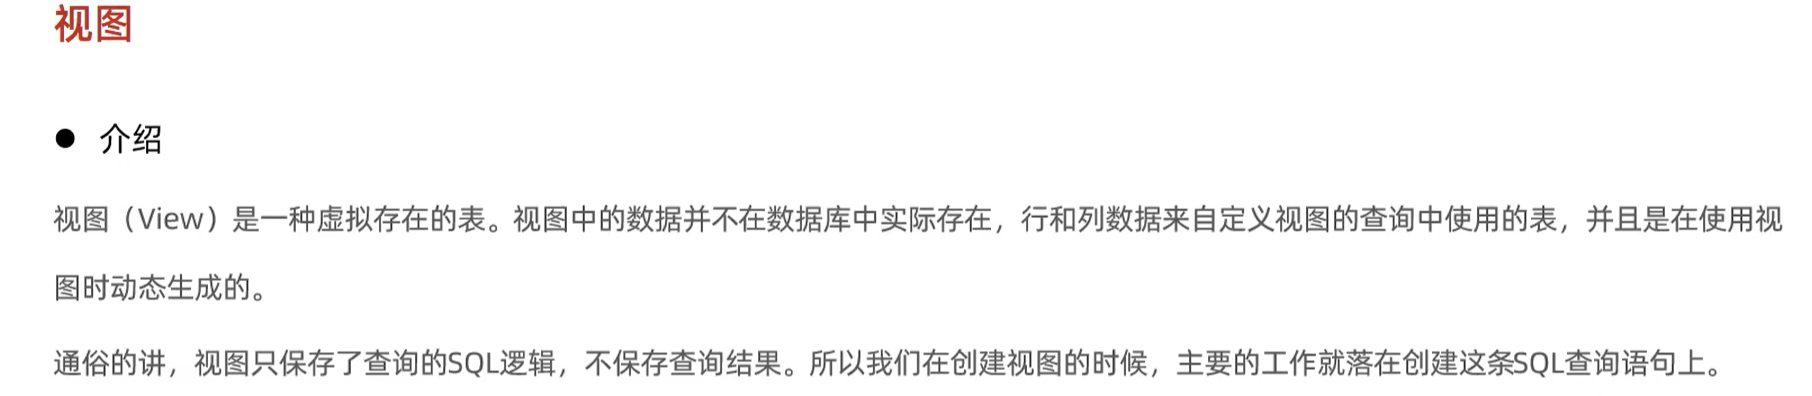 视图
● 介绍
视图（View）是一种虚拟存在的表。视图中的数据并不在数据库中实际存在，行和列数据来自定义视图的查询中使用的表，并且是在使用视
图时动态生成的。
通俗的讲，视图只保存了查询的SQL逻辑，不保存查询结果。所以我们在创建视图的时候，主要的工作就落在创建这条SQL查询语句上。